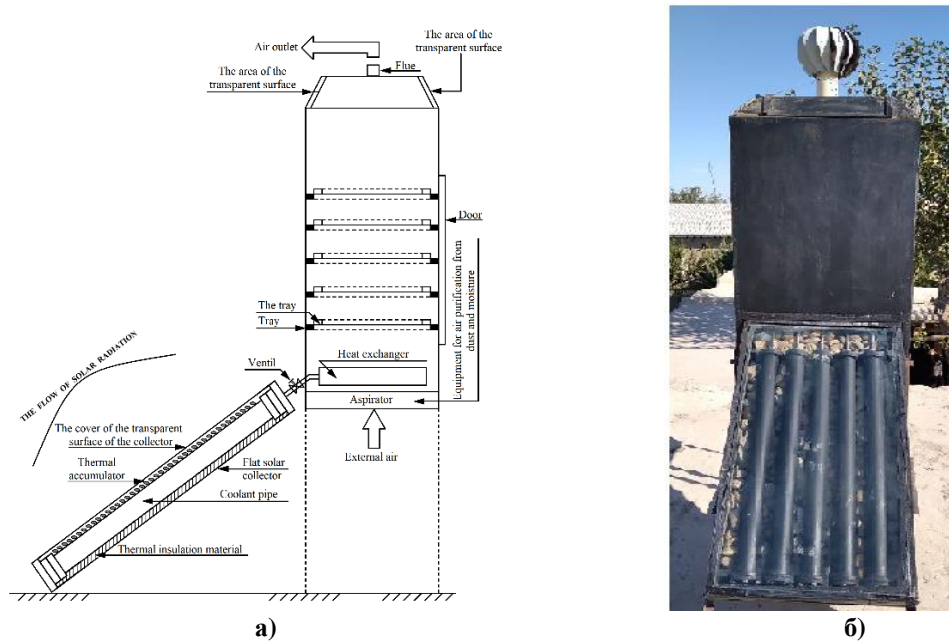 Air outlet
The area of the
transparent surface
Flue
The area of the
transparent surface
Door
Equipment for air purification from
dust and moisture
The tray
Tray
Heat exchanger
Ventil
Aspirator
External air
THE FLOW OF SOLAR RADIATION
The cover of the transparent
surface of the collector
Thermal
accumulator
Flat solar
collector
Coolant pipe
Thermal insulation material
а)
б)